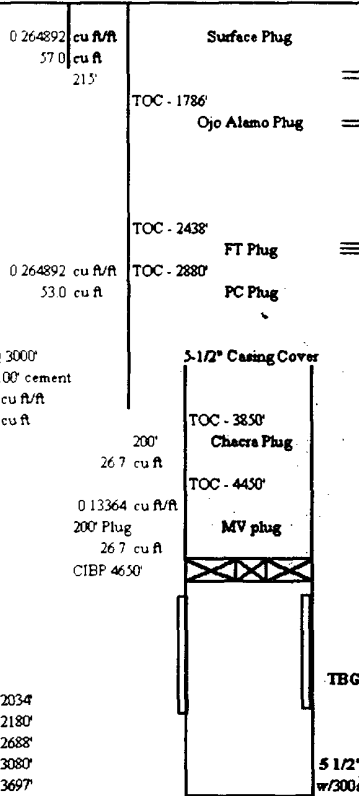 0.264892 cu ft/ft Surface Plug
57.0 cu ft
215'
TOC - 1786'
Ojo Alamo Plug
TOC - 2438'
FT Plug
0.264892 cu ft/ft TOC - 2880'
53.0 cu ft PC Plug
3000' 5-1/2" Casing Cover
00' cement
cu ft/ft
cu ft TOC - 3850'
200' Chacra Plug
26.7 cu ft
TOC - 4450'
0.13364 cu ft/ft
200' Plug MV plug
26.7 cu ft
CIBP 4650'
TBG
2034'
2180'
2688'
3080' 5 1/2"
3697' w/300